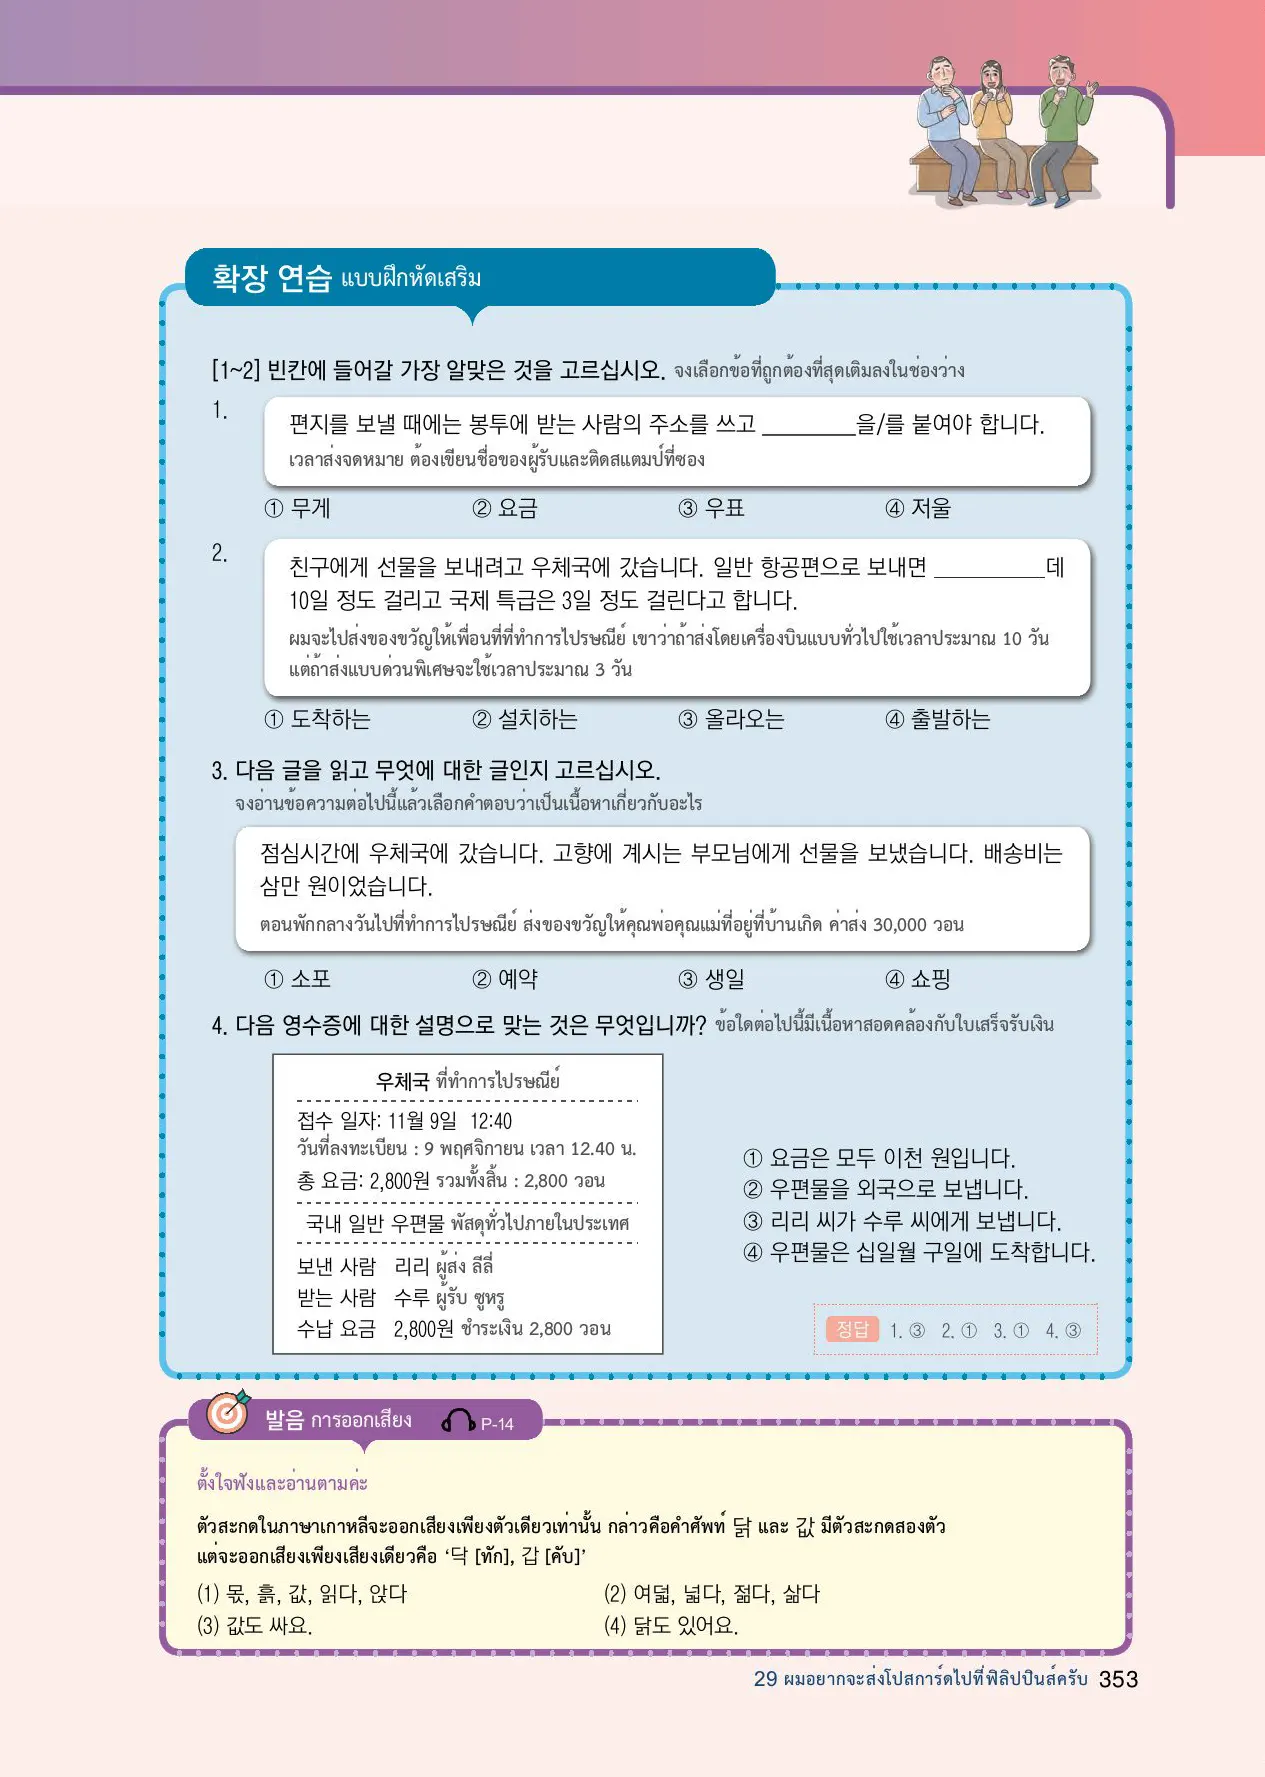 확장 연습 แบบฝึกหัดเสริม
[1~2] 빈칸에 들어갈 가장 알맞은 것을 고르십시오. จงเลือกข้อที่ถูกต้องที่สุดเติมลงในช่องว่าง
1.
편지를 보낼 때에는 봉투에 받는 사람의 주소를 쓰고 ________을/를 붙여야 합니다.
เวลาส่งจดหมาย ต้องเขียนชื่อของผู้รับและติดสแตมป์ที่ซอง
① 무게 ② 요금 ③ 우표 ④ 저울
2.
친구에게 선물을 보내려고 우체국에 갔습니다. 일반 항공편으로 보내면 _________데
10일 정도 걸리고 국제 특급은 3일 정도 걸린다고 합니다.
ผมจะไปส่งของขวัญให้เพื่อนที่ที่ทำการไปรษณีย์ เขาว่าถ้าส่งโดยเครื่องบินแบบทั่วไปใช้เวลาประมาณ 10 วัน
แต่ถ้าส่งแบบด่วนพิเศษจะใช้เวลาประมาณ 3 วัน
① 도착하는 ② 설치하는 ③ 올라오는 ④ 출발하는
3. 다음 글을 읽고 무엇에 대한 글인지 고르십시오.
จงอ่านข้อความต่อไปนี้แล้วเลือกคำตอบว่าเป็นเนื้อหาเกี่ยวกับอะไร
점심시간에 우체국에 갔습니다. 고향에 계시는 부모님에게 선물을 보냈습니다. 배송비는
삼만 원이었습니다.
ตอนพักกลางวันไปที่ทำการไปรษณีย์ ส่งของขวัญให้คุณพ่อคุณแม่ที่อยู่ที่บ้านเกิด ค่าส่ง 30,000 วอน
① 소포 ② 예약 ③ 생일 ④ 쇼핑
4. 다음 영수증에 대한 설명으로 맞는 것은 무엇입니까? ข้อใดต่อไปนี้มีเนื้อหาสอดคล้องกับใบเสร็จรับเงิน
우체국 ที่ทำการไปรษณีย์
접수 일자: 11월 9일 12:40
วันที่ลงทะเบียน : 9 พฤศจิกายน เวลา 12.40 น.
총 요금: 2,800원 รวมทั้งสิ้น : 2,800 วอน
국내 일반 우편물 พัสดุทั่วไปภายในประเทศ
보낸 사람 리리 ผู้ส่ง ลีลี่
받는 사람 수루 ผู้รับ ซูหรู
수납 요금 2,800원 ชำระเงิน 2,800 วอน
① 요금은 모두 이천 원입니다.
② 우편물을 외국으로 보냅니다.
③ 리리 씨가 수루 씨에게 보냅니다.
④ 우편물은 십일월 구일에 도착합니다.
정답 1. ③ 2. ① 3. ① 4. ③
발음 การออกเสียง P-14
ตั้งใจฟังและอ่านตามค่ะ
ตัวสะกดในภาษาเกาหลีจะออกเสียงเพียงตัวเดียวเท่านั้น กล่าวคือคำศัพท์ 닭 และ 값 มีตัวสะกดสองตัว
แต่จะออกเสียงเพียงเสียงเดียวคือ ‘닥 [ทัก], 갑 [คับ]’
(1) 몫, 흙, 값, 읽다, 앉다 (2) 여덟, 넓다, 젊다, 삶다
(3) 값도 싸요. (4) 닭도 있어요.
29 ผมอยากจะส่งโปสการ์ดไปที่ฟิลิปปินส์ครับ 353